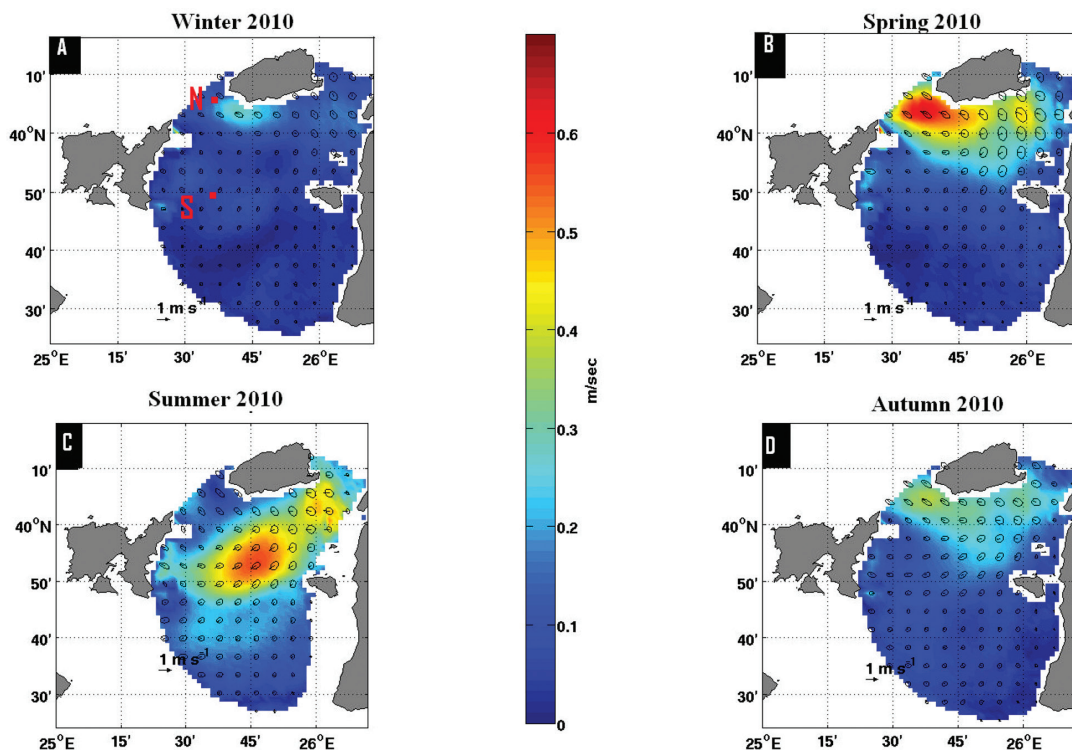 Winter 2010
A
N
S
10'
40°N
50'
40'
30'
1 m s⁻¹
25°E
15'
30'
45'
26°E
Spring 2010
B
10'
40°N
50'
40'
30'
1 m s⁻¹
25°E
15'
30'
45'
26°E
0.6
0.5
0.4
0.3
0.2
0.1
0
m/sec
Summer 2010
C
10'
40°N
50'
40'
30'
1 m s⁻¹
25°E
15'
30'
45'
26°E
Autumn 2010
D
10'
40°N
50'
40'
30'
1 m s⁻¹
25°E
15'
30'
45'
26°E